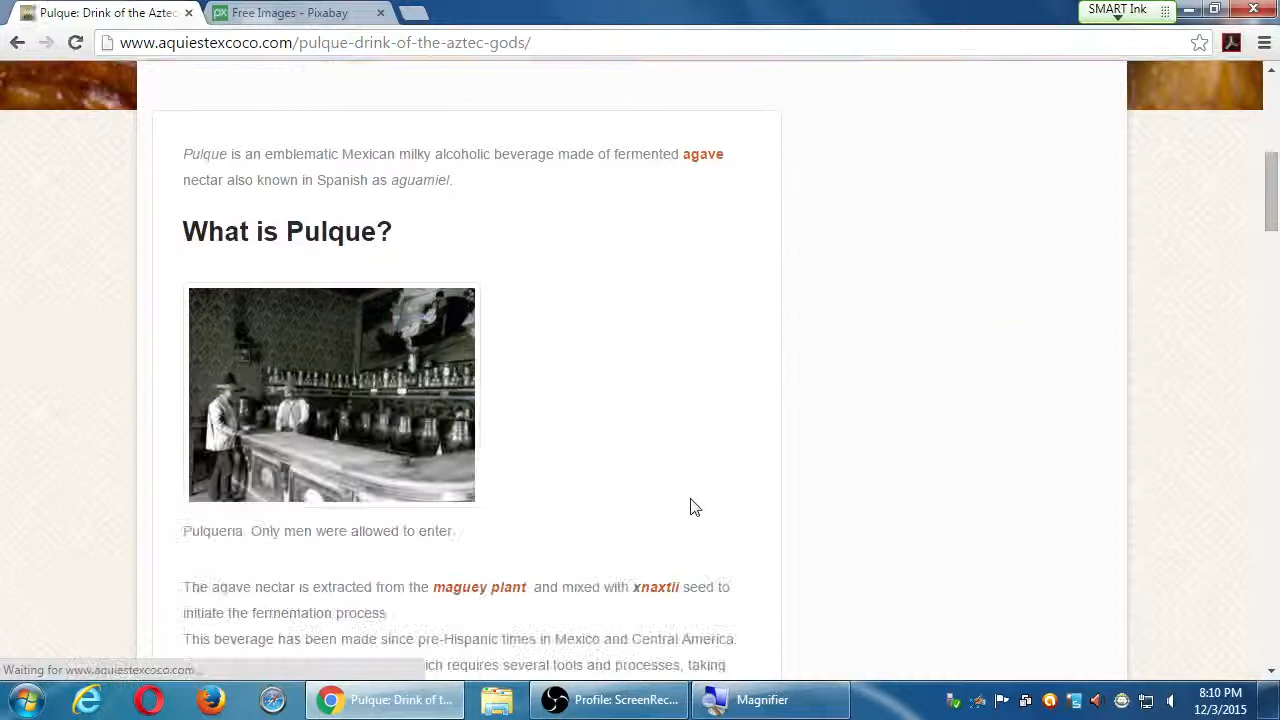 Pulque: Drink of the Aztec
Free Images - Pixabay
SMART Ink
www.aquiestexcoco.com/pulque-drink-of-the-aztec-gods/
Pulque is an emblematic Mexican milky alcoholic beverage made of fermented agave
nectar also known in Spanish as aguamiel.
What is Pulque?
Pulqueria. Only men were allowed to enter.
The agave nectar is extracted from the maguey plant and mixed with xnaxtli seed to
initiate the fermentation process.
This beverage has been made since pre-Hispanic times in Mexico and Central America.
ich requires several tools and processes, taking
Waiting for www.aquiestexcoco.com...
Pulque: Drink of t...
Profile: ScreenRec...
Magnifier
8:10 PM
12/3/2015